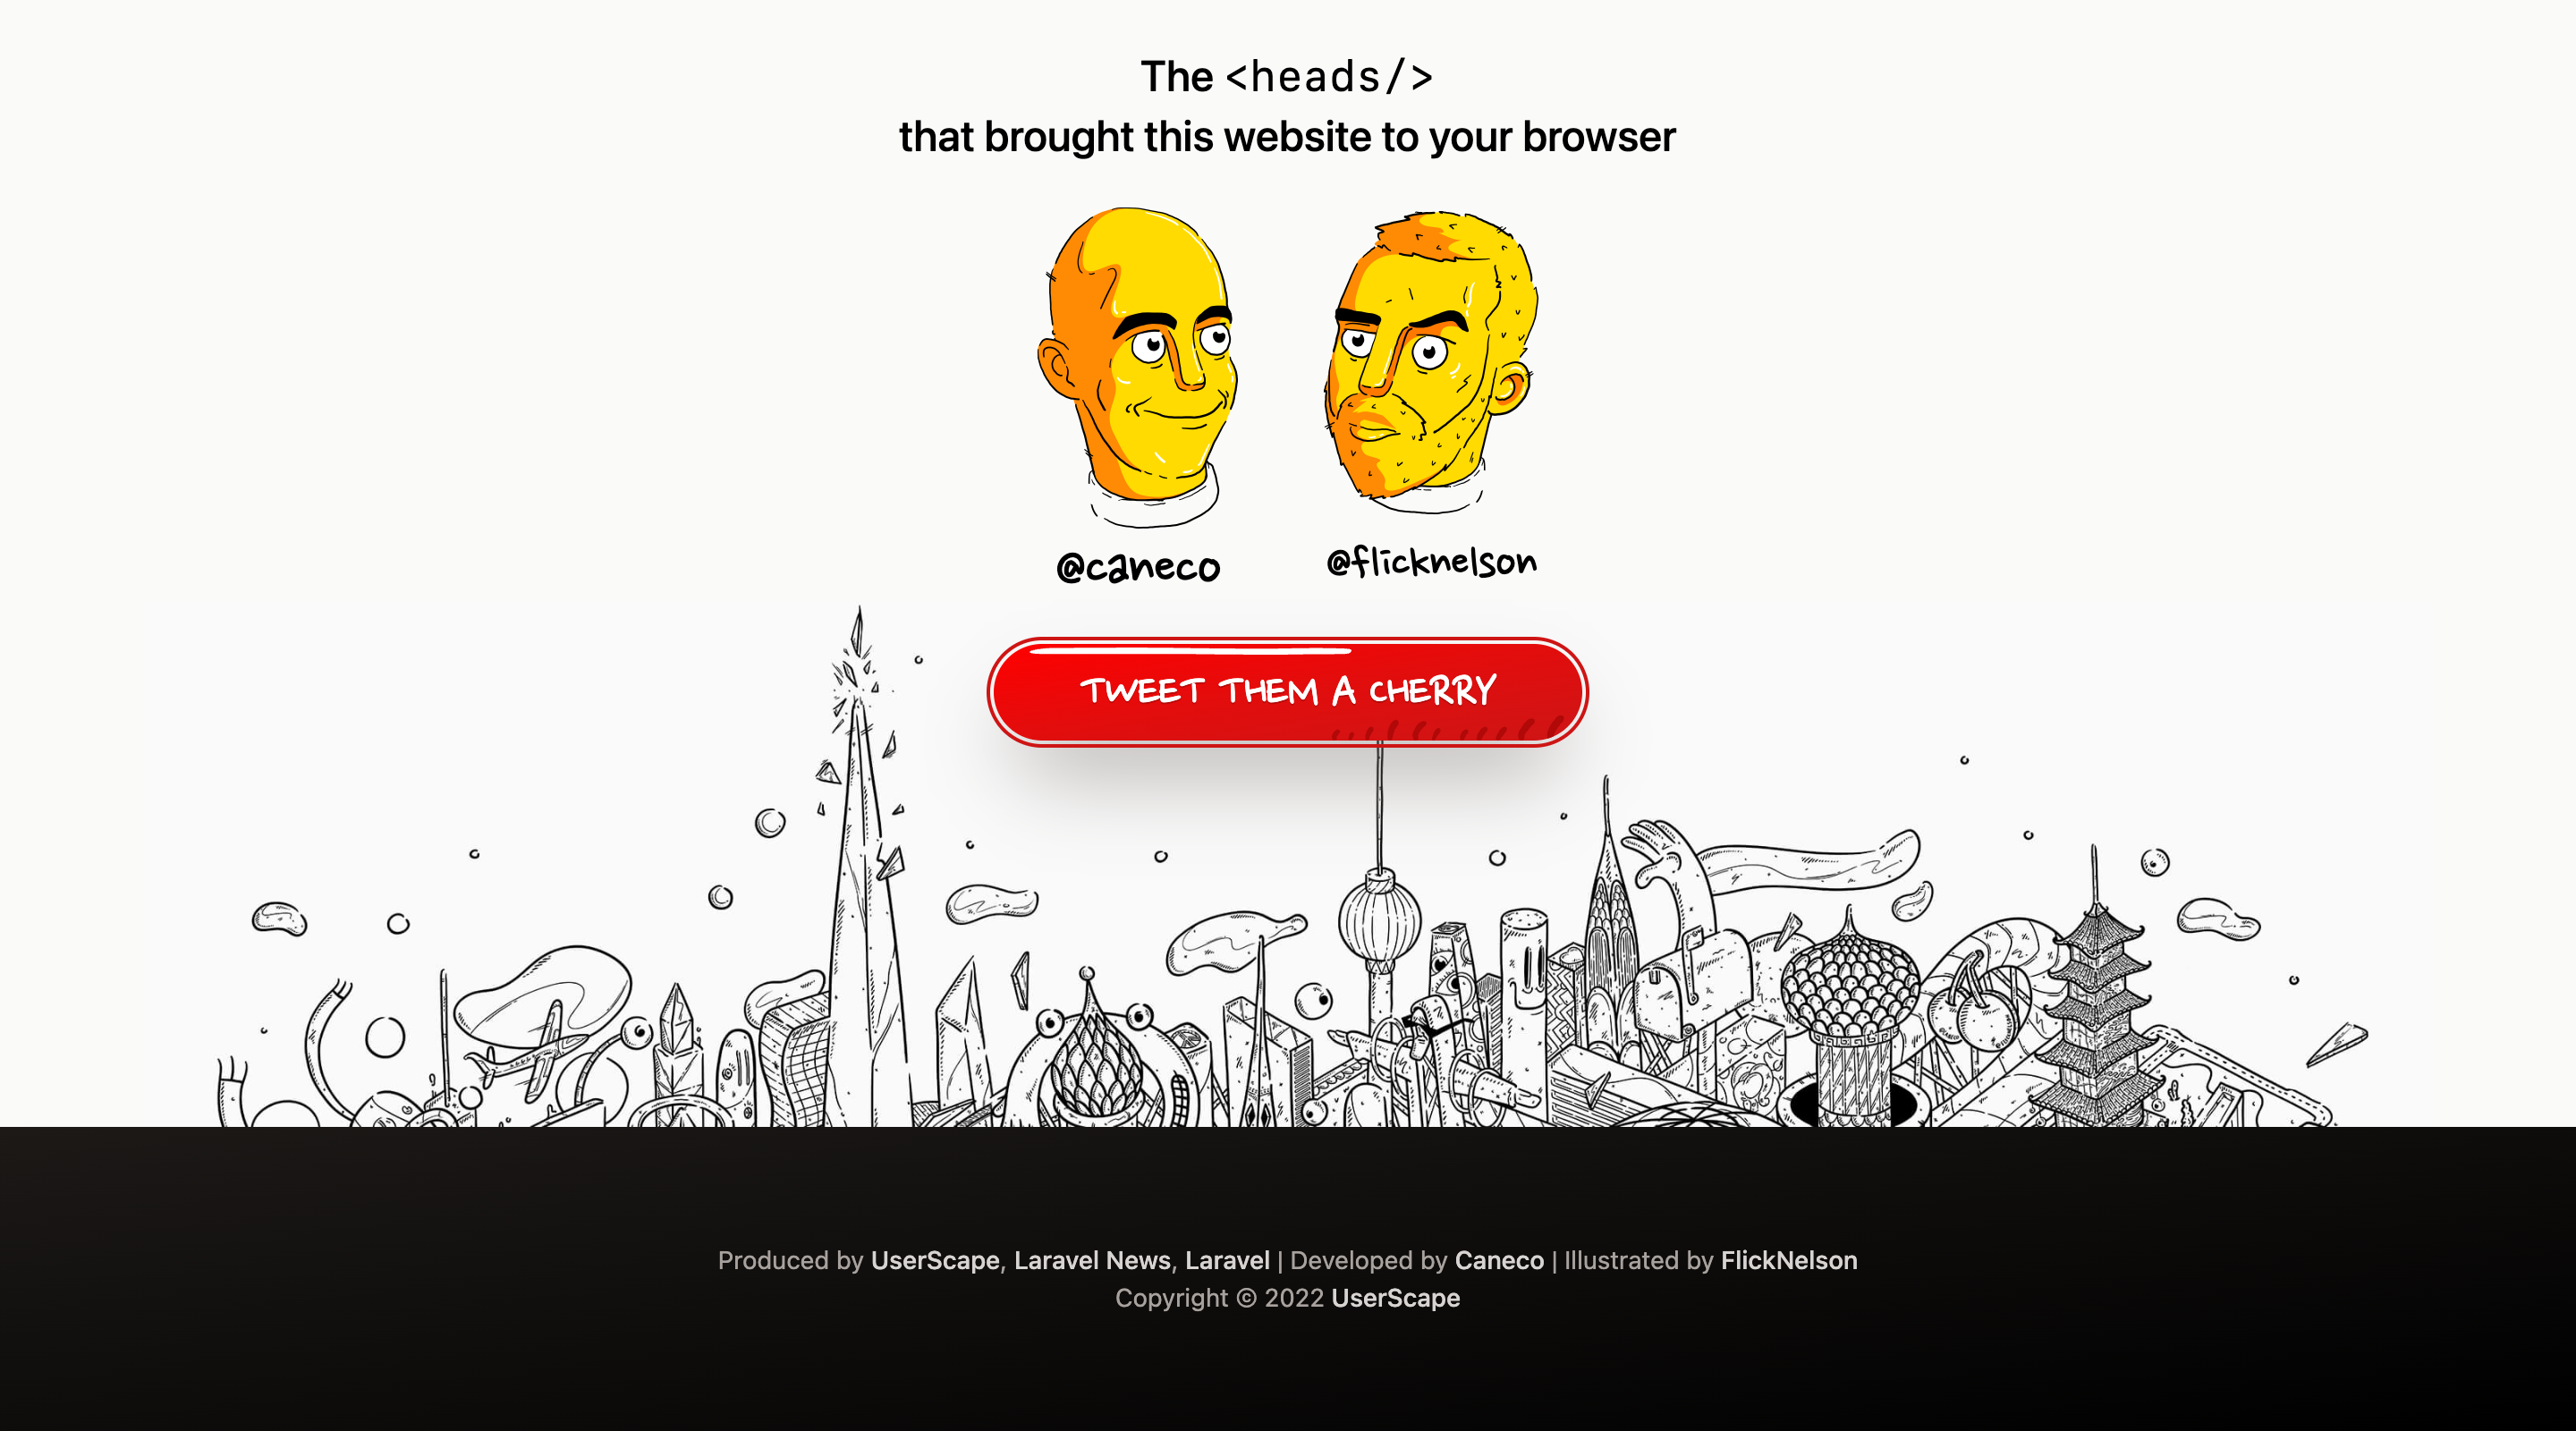 The <heads/>
that brought this website to your browser
@caneco
@flicknelson
TWEET THEM A CHERRY
Produced by UserScape, Laravel News, Laravel | Developed by Caneco | Illustrated by FlickNelson
Copyright © 2022 UserScape